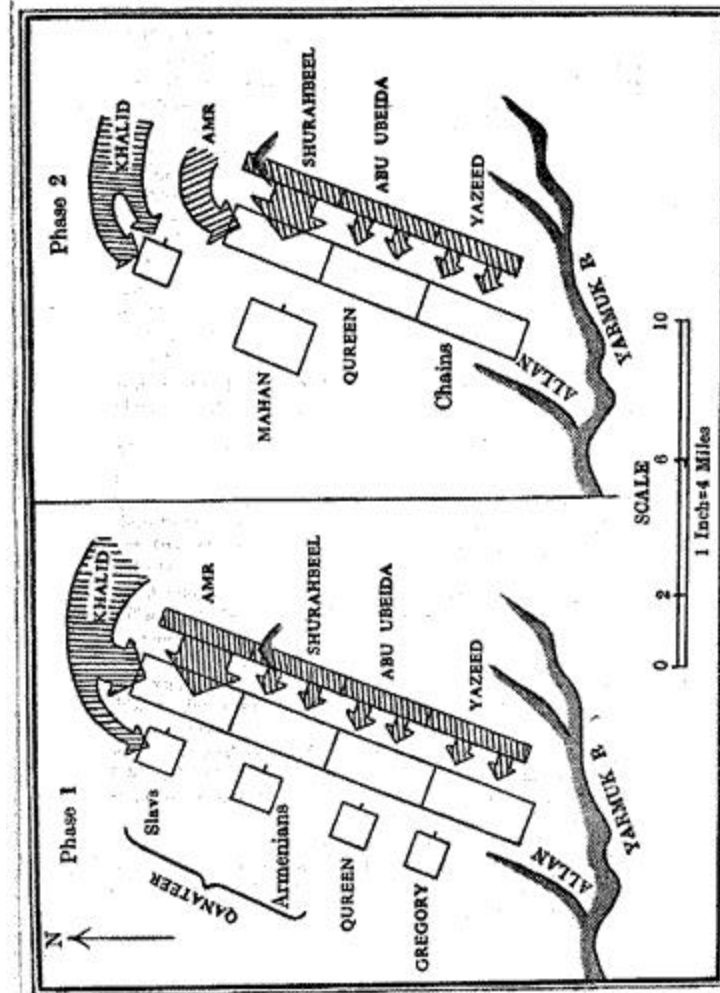 N
Phase 1
KHALID
Slavs
AMR
QANATEER
Armenians
SHURAHBEEL
QUREEN
ABU UBEIDA
GREGORY
YAZEED
ALLAN
YARMUK R
Phase 2
KHALID
AMR
SHURAHBEEL
MAHAN
ABU UBEIDA
QUREEN
YAZEED
Chains
ALLAN
YARMUK R.
SCALE
0 2 6 10
1 Inch=4 Miles